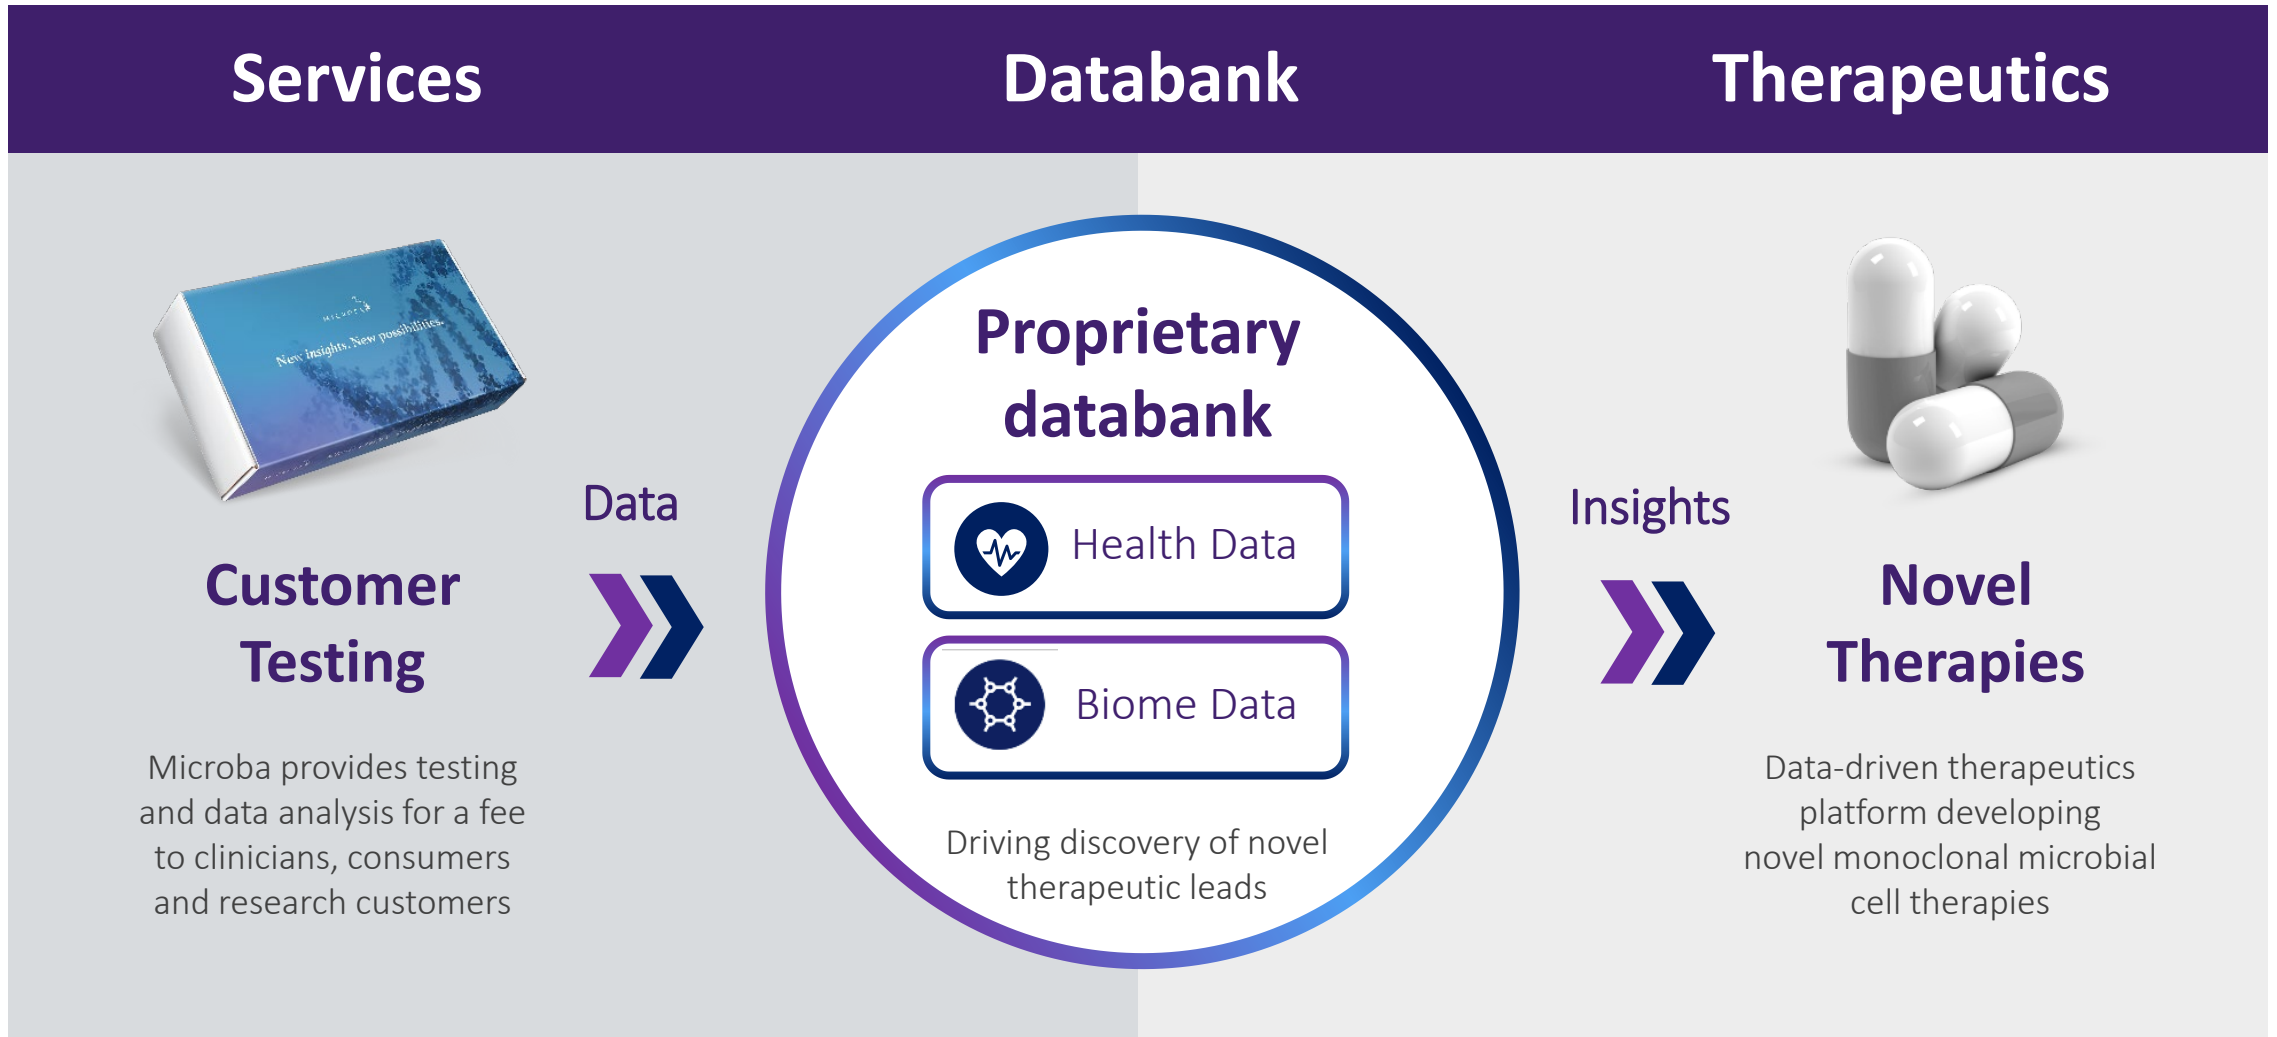 Services
Databank
Therapeutics
MICROBA
New insights. New possibilities.
Customer
Testing
Microba provides testing
and data analysis for a fee
to clinicians, consumers
and research customers
Data
Proprietary
databank
Health Data
Biome Data
Driving discovery of novel
therapeutic leads
Insights
Novel
Therapies
Data-driven therapeutics
platform developing
novel monoclonal microbial
cell therapies